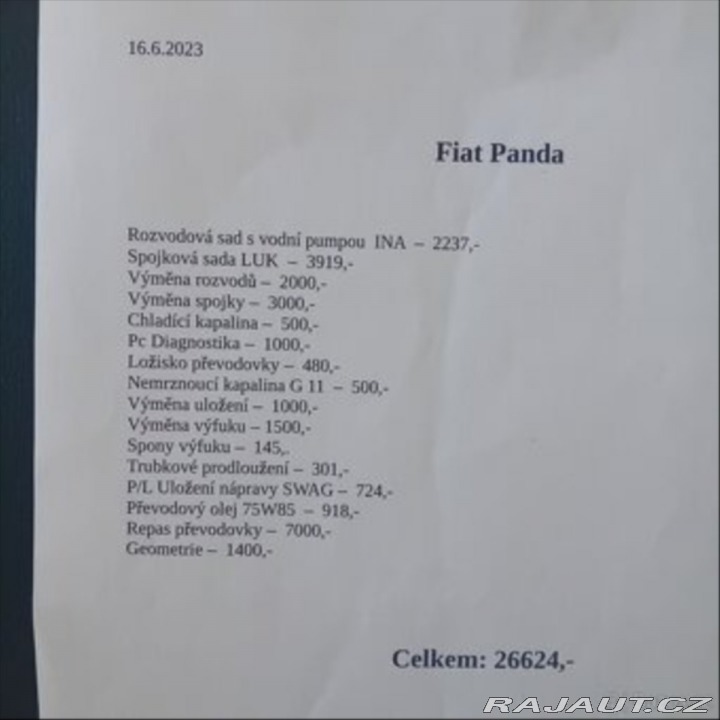 16.6.2023
Fiat Panda
Rozvodová sad s vodní pumpou INA – 2237,-
Spojková sada LUK – 3919,-
Výměna rozvodů – 2000,-
Výměna spojky – 3000,-
Chladící kapalina – 500,-
Pc Diagnostika – 1000,-
Ložisko převodovky – 480,-
Nemrznoucí kapalina G 11 – 500,-
Výměna uložení – 1000,-
Výměna výfuku – 1500,-
Spony výfuku – 145,.
Trubkové prodloužení – 301,-
P/L Uložení nápravy SWAG – 724,-
Převodový olej 75W85 – 918,-
Repas převodovky – 7000,-
Geometrie – 1400,-
Celkem: 26624,-
RAJAUT.CZ